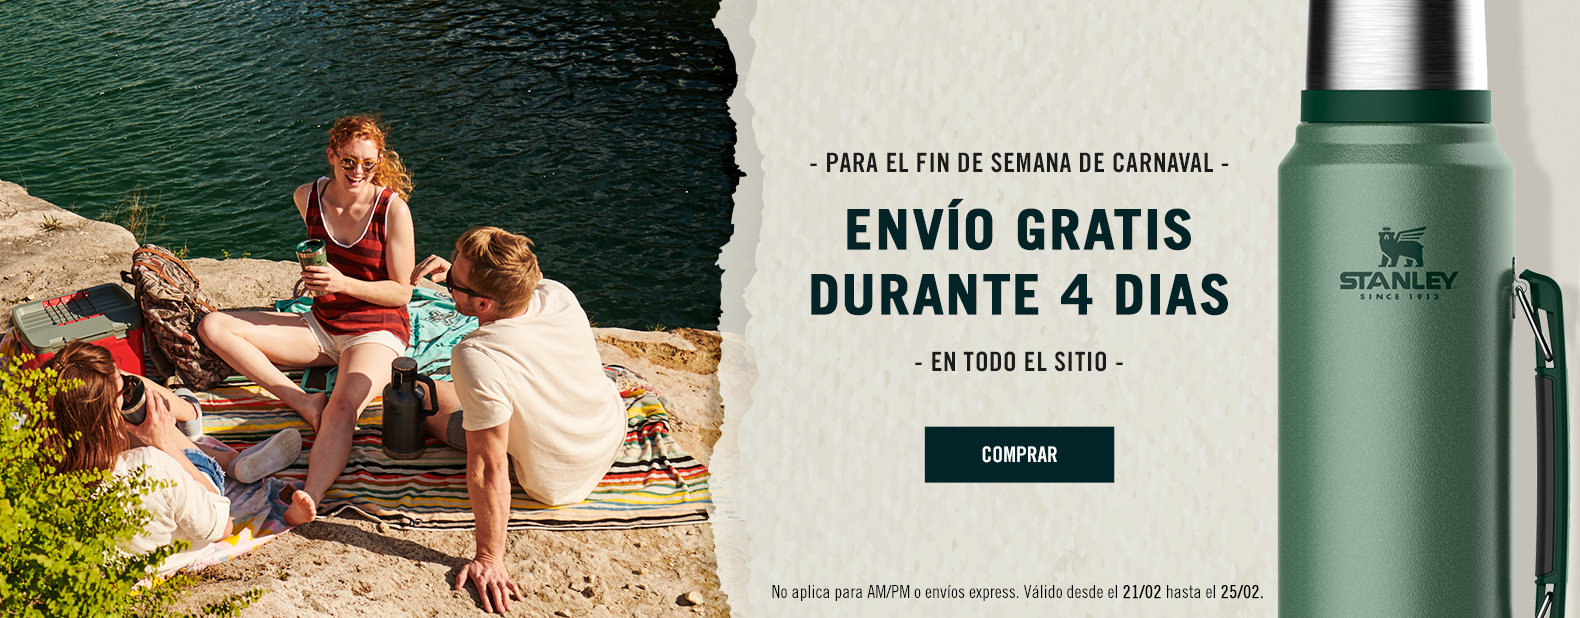 - PARA EL FIN DE SEMANA DE CARNAVAL -
ENVÍO GRATIS
DURANTE 4 DIAS
- EN TODO EL SITIO -
COMPRAR
No aplica para AM/PM o envíos express. Válido desde el 21/02 hasta el 25/02.
STANLEY
SINCE 1913